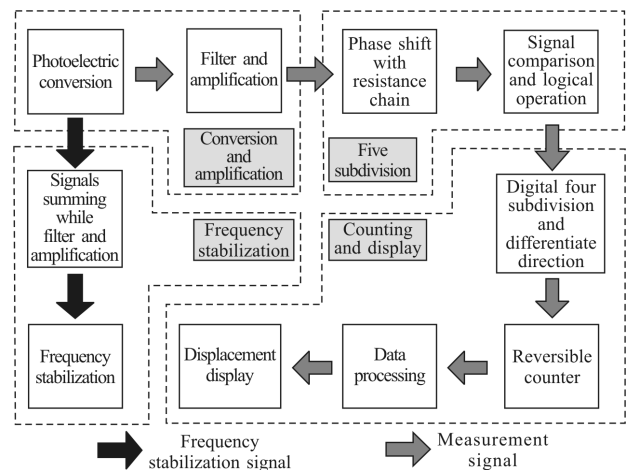 Photoelectric
conversion
Filter and
amplification
Phase shift
with
resistance
chain
Signal
comparison
and logical
operation
Conversion
and
amplification
Five
subdivision
Signals
summing
while
filter and
amplification
Frequency
stabilization
Counting
and display
Digital four
subdivision
and
differentiate
direction
Frequency
stabilization
Displacement
display
Data
processing
Reversible
counter
Frequency
stabilization signal
Measurement
signal